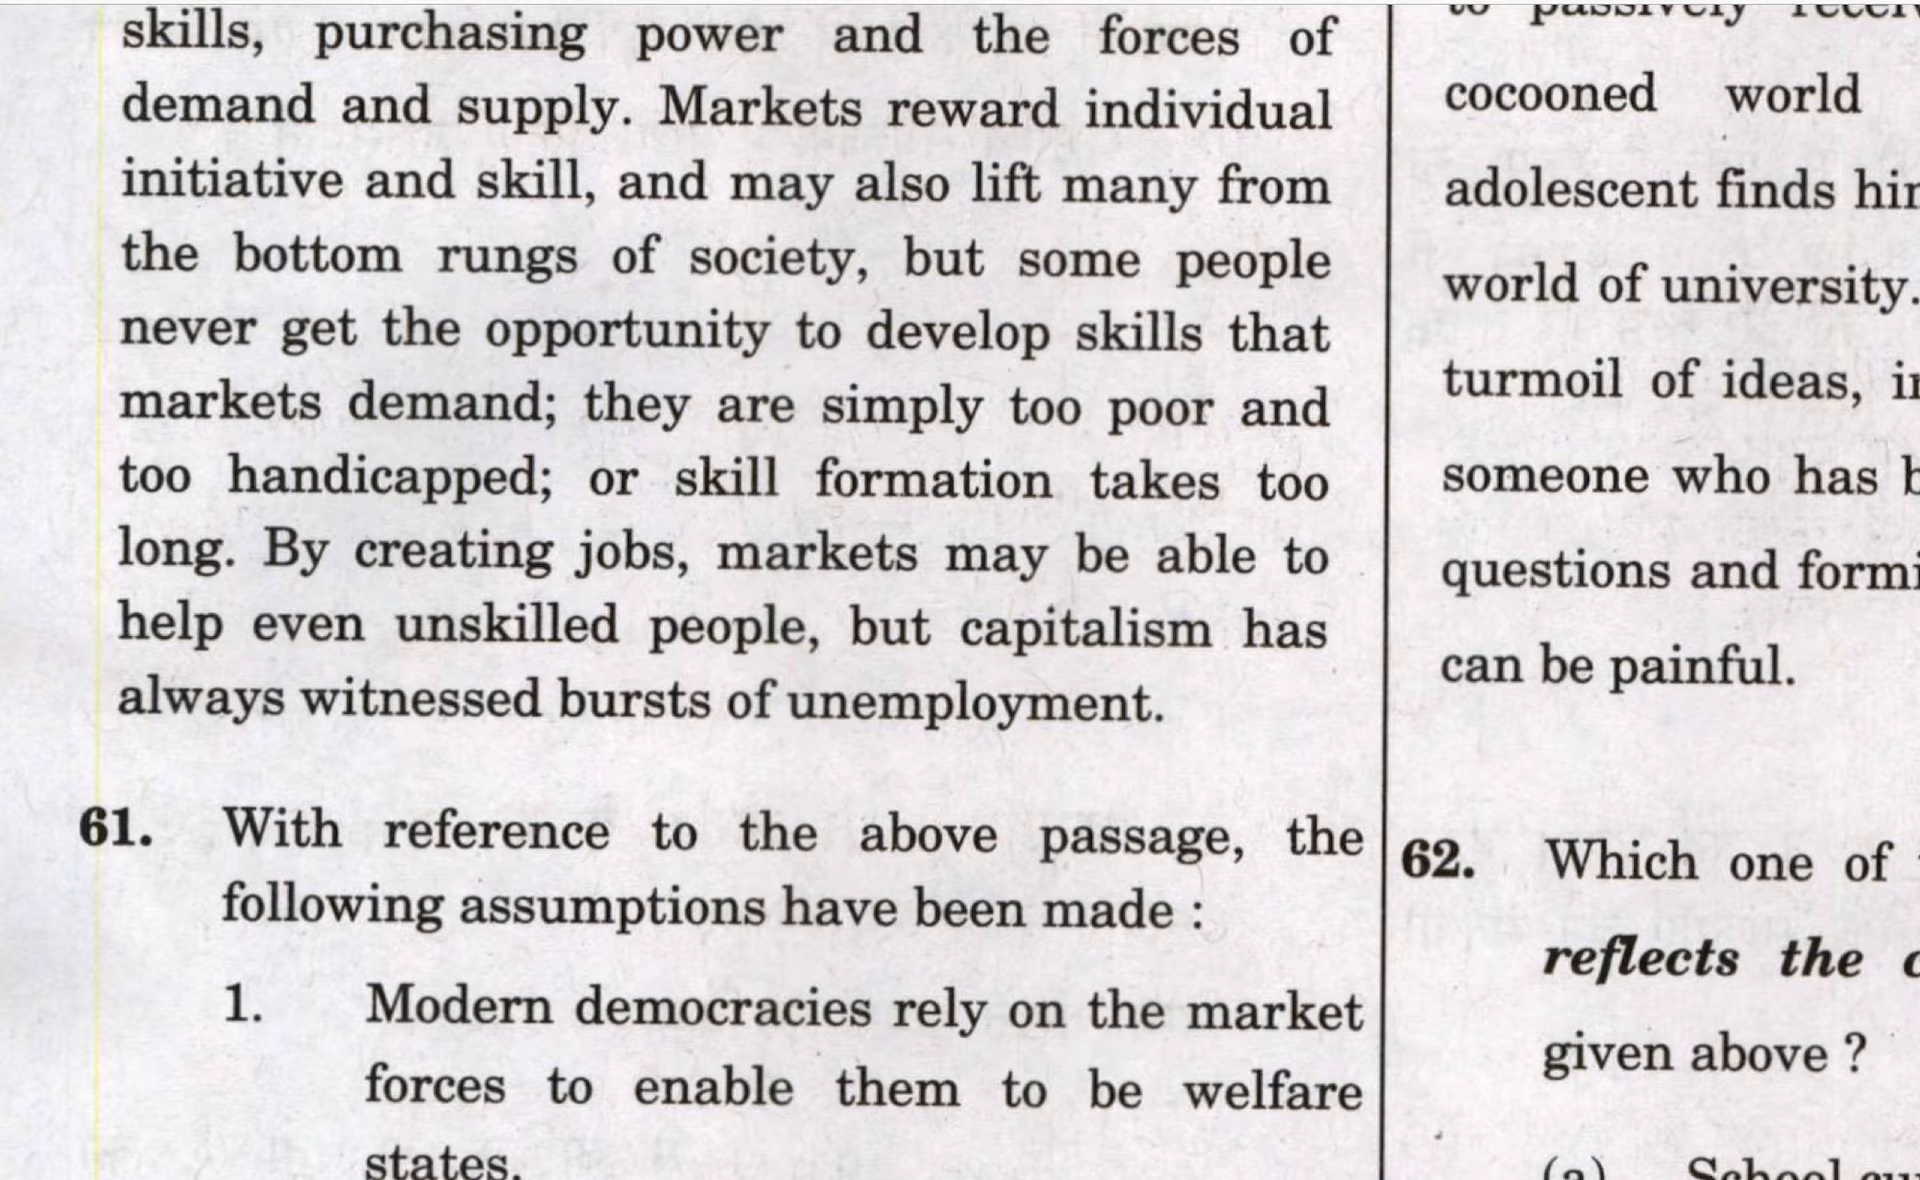 skills, purchasing power and the forces of
demand and supply. Markets reward individual
initiative and skill, and may also lift many from
the bottom rungs of society, but some people
never get the opportunity to develop skills that
markets demand; they are simply too poor and
too handicapped; or skill formation takes too
long. By creating jobs, markets may be able to
help even unskilled people, but capitalism has
always witnessed bursts of unemployment.
61. With reference to the above passage, the
following assumptions have been made :
1. Modern democracies rely on the market
forces to enable them to be welfare
states.
to passively
cocooned world
adolescent finds
world of university.
turmoil of ideas,
someone who has
questions and
can be painful.
62. Which one of
reflects the
given above ?
(a) School